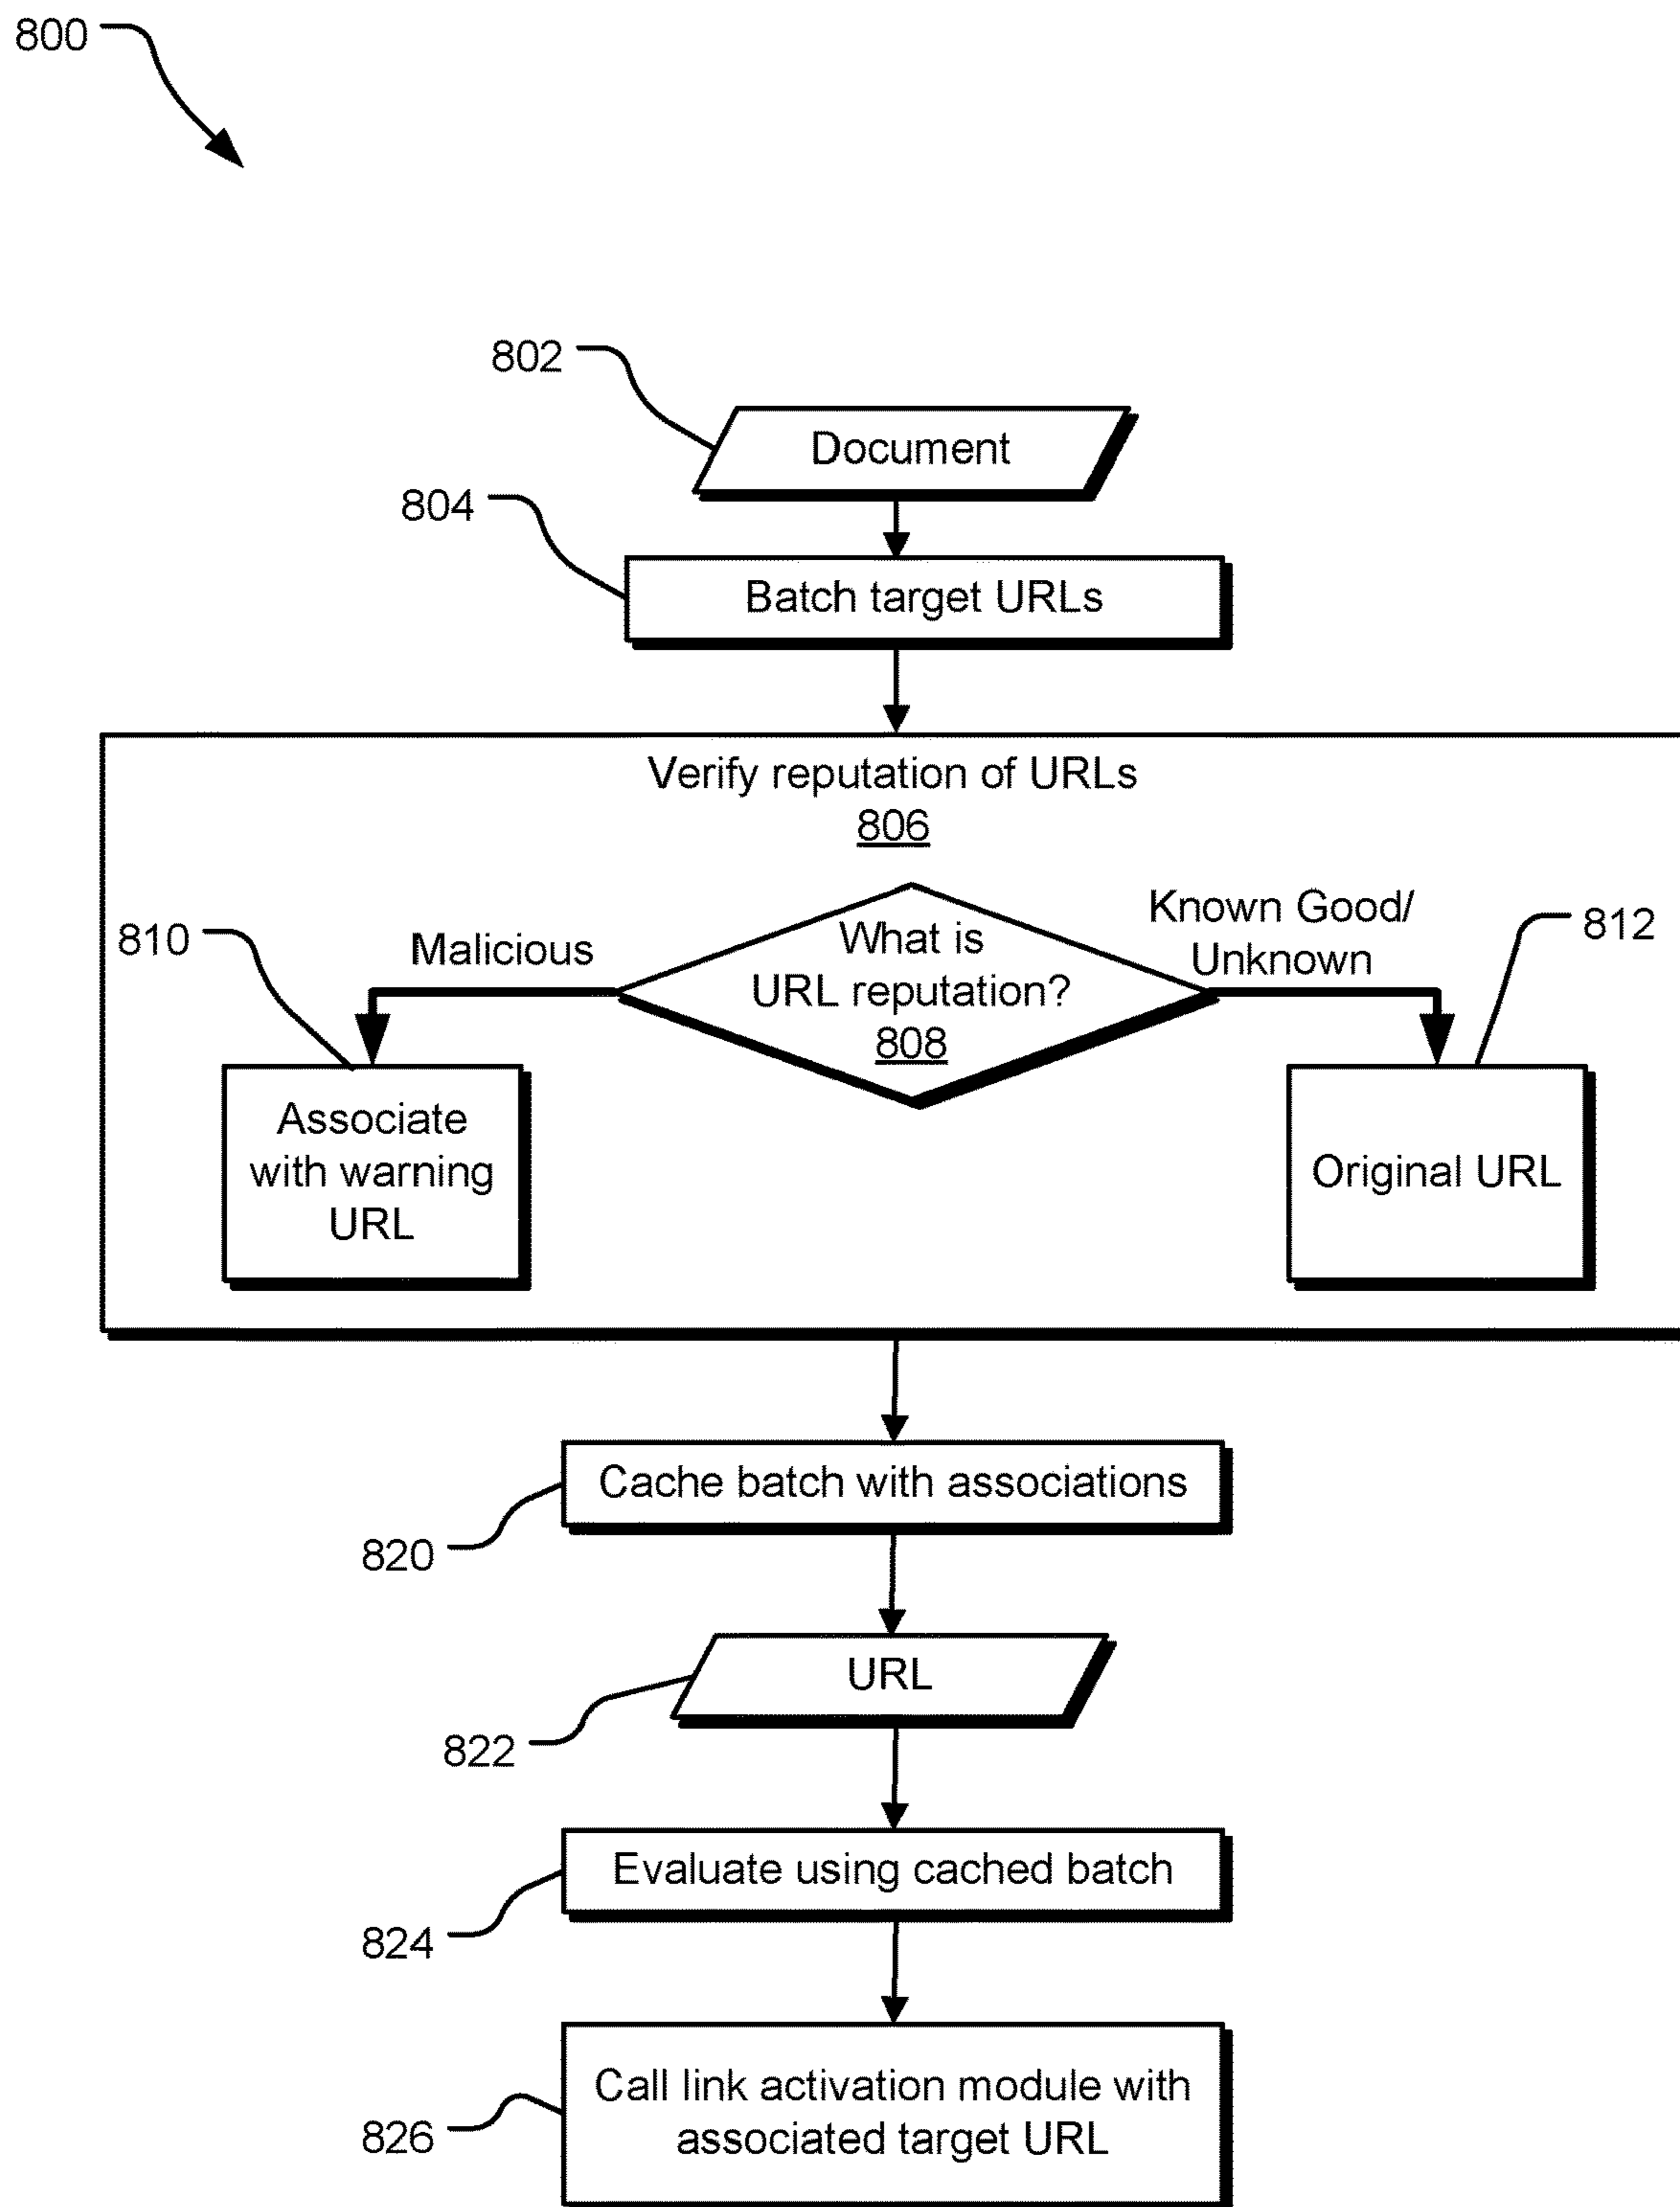 800
802
Document
804
Batch target URLs
Verify reputation of URLs
806
810
Malicious
What is
URL reputation?
808
Known Good/
Unknown
812
Associate
with warning
URL
Original URL
Cache batch with associations
820
URL
822
Evaluate using cached batch
824
Call link activation module with
associated target URL
826